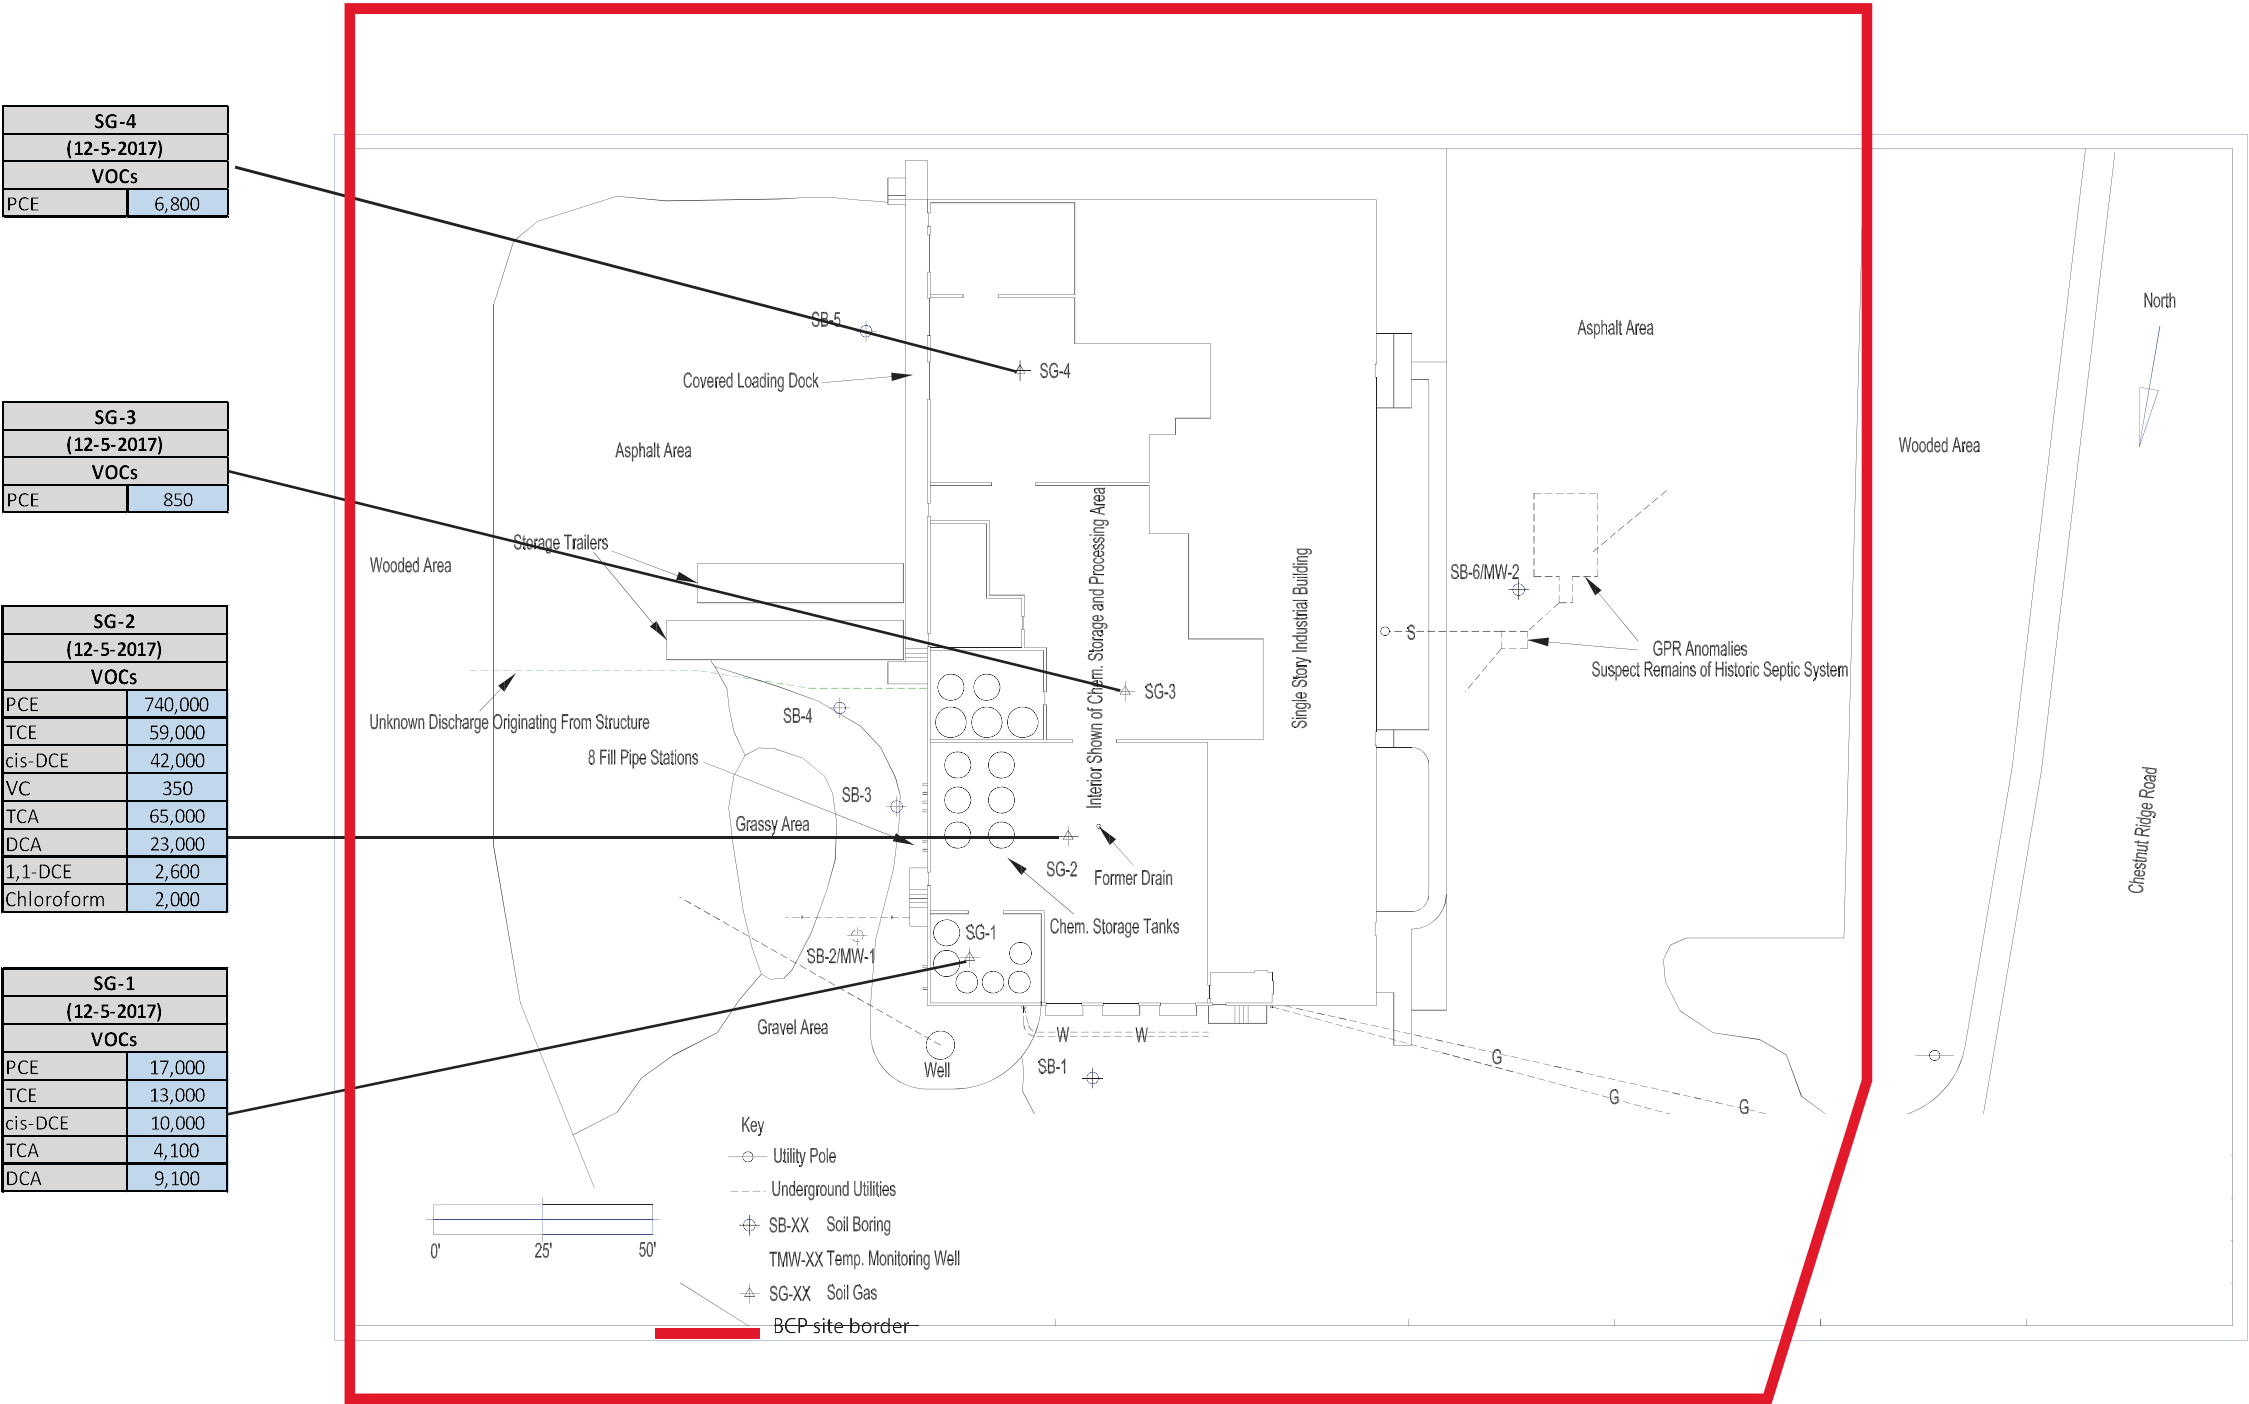 SG-4
(12-5-2017)
VOCs
PCE 6,800
SG-3
(12-5-2017)
VOCs
PCE 850
SG-2
(12-5-2017)
VOCs
PCE 740,000
TCE 59,000
cis-DCE 42,000
VC 350
TCA 65,000
DCA 23,000
1,1-DCE 2,600
Chloroform 2,000
SG-1
(12-5-2017)
VOCs
PCE 17,000
TCE 13,000
cis-DCE 10,000
TCA 4,100
DCA 9,100
North
SB-5
Asphalt Area
SG-4
Covered Loading Dock
Asphalt Area
Wooded Area
Storage Trailers
Wooded Area
Interior Shown of Chem. Storage and Processing Area
Single Story Industrial Building
SB-6/MW-2
S
GPR Anomalies
Suspect Remains of Historic Septic System
SG-3
SB-4
Unknown Discharge Originating From Structure
8 Fill Pipe Stations
SB-3
Grassy Area
SG-2
Former Drain
Chestnut Ridge Road
Chem. Storage Tanks
SG-1
SB-2/MW-1
Gravel Area
W
W
Well
SB-1
G
G
G
Key
Utility Pole
Underground Utilities
SB-XX Soil Boring
TMW-XX Temp. Monitoring Well
SG-XX Soil Gas
BCP site border
0' 25' 50'